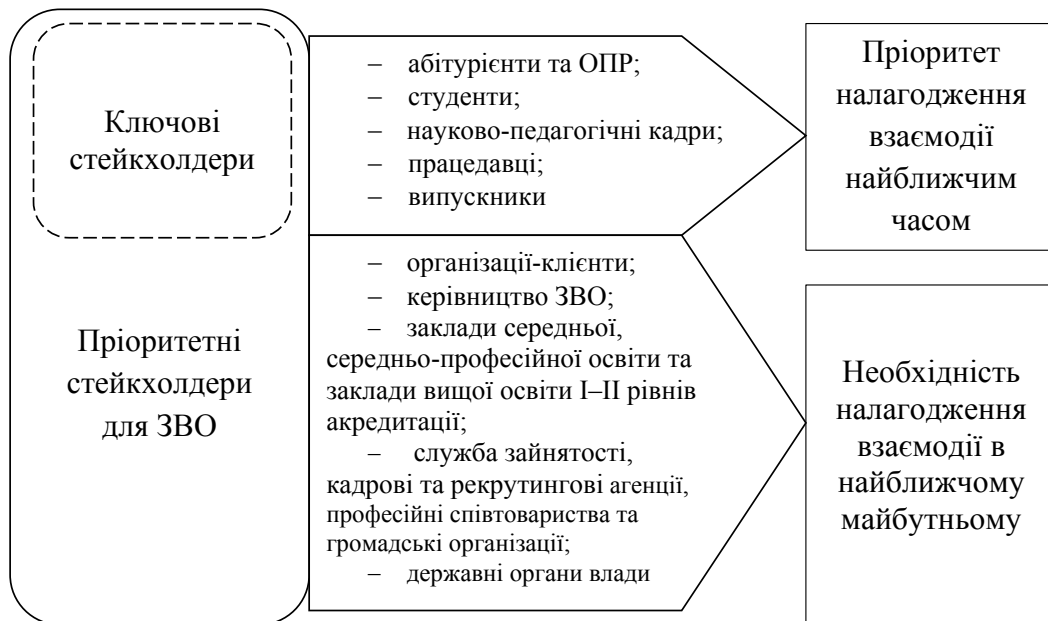 Ключові
стейкхолдери
Пріоритетні
стейкхолдери
для ЗВО
– абітурієнти та ОПР;
– студенти;
– науково-педагогічні кадри;
– працедавці;
– випускники
– організації-клієнти;
– керівництво ЗВО;
– заклади середньої,
середньо-професійної освіти та
заклади вищої освіти І–ІІ рівнів
акредитації;
– служба зайнятості,
кадрові та рекрутингові агенції,
професійні співтовариства та
громадські організації;
– державні органи влади
Пріоритет
налагодження
взаємодії
найближчим
часом
Необхідність
налагодження
взаємодії в
найближчому
майбутньому